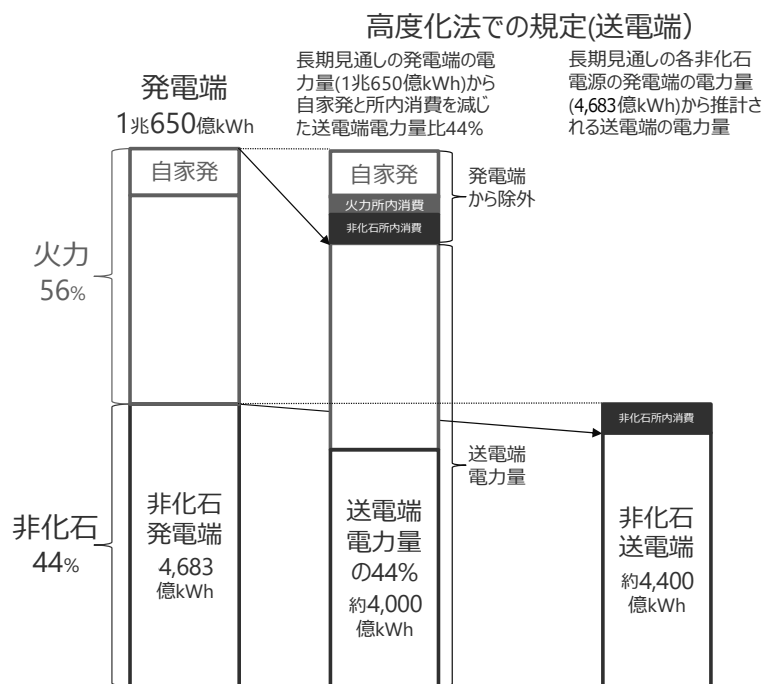 高度化法での規定(送電端）
長期見通しの発電端の電
力量(1兆650億kWh)から
自家発と所内消費を減じ
た送電端電力量比44%
長期見通しの各非化石
電源の発電端の電力量
(4,683億kWh)から推計さ
れる送電端の電力量
発電端
1兆650億kWh
自家発
火力
56%
非化石
44%
非化石
発電端
4,683
億kWh
自家発
火力所内消費
非化石所内消費
発電端
から除外
送電端
電力量
の44%
約4,000
億kWh
送電端
電力量
非化石所内消費
非化石
送電端
約4,400
億kWh